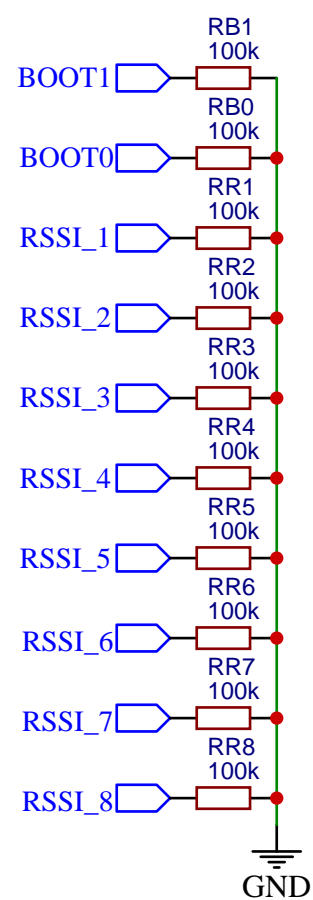 RB1
100k
BOOT1
RB0
100k
BOOT0
RR1
100k
RSSI_1
RR2
100k
RSSI_2
RR3
100k
RSSI_3
RR4
100k
RSSI_4
RR5
100k
RSSI_5
RR6
100k
RSSI_6
RR7
100k
RSSI_7
RR8
100k
RSSI_8
GND